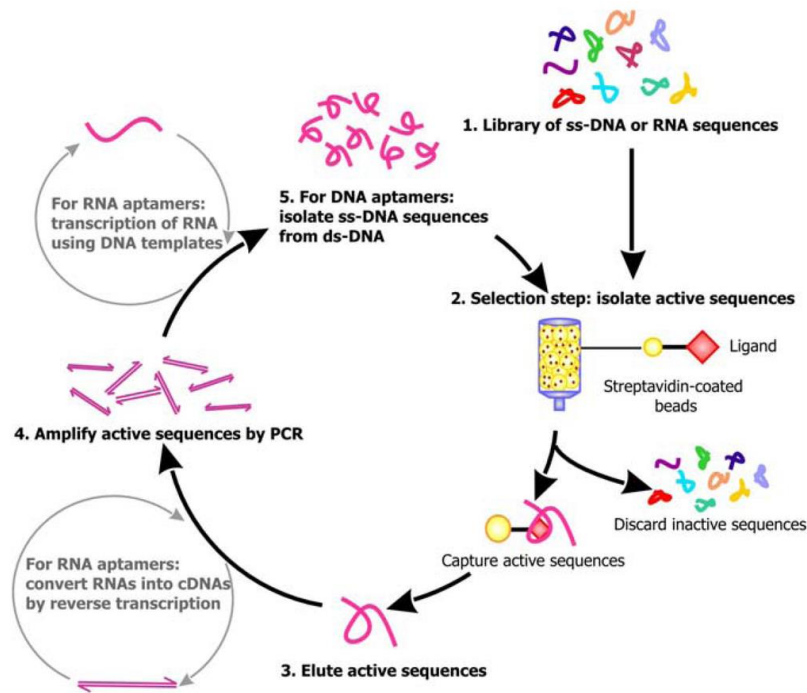 1. Library of ss-DNA or RNA sequences
2. Selection step: isolate active sequences
Ligand
Streptavidin-coated
beads
Discard inactive sequences
Capture active sequences
3. Elute active sequences
For RNA aptamers:
convert RNAs into cDNAs
by reverse transcription
4. Amplify active sequences by PCR
For RNA aptamers:
transcription of RNA
using DNA templates
5. For DNA aptamers:
isolate ss-DNA sequences
from ds-DNA